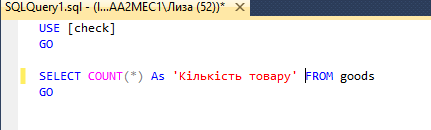 SQLQuery1.sql - (l...AA2MEC1\Лиза (52))*
USE [check]
GO
SELECT COUNT(*) As 'Кількість товару' FROM goods
GO